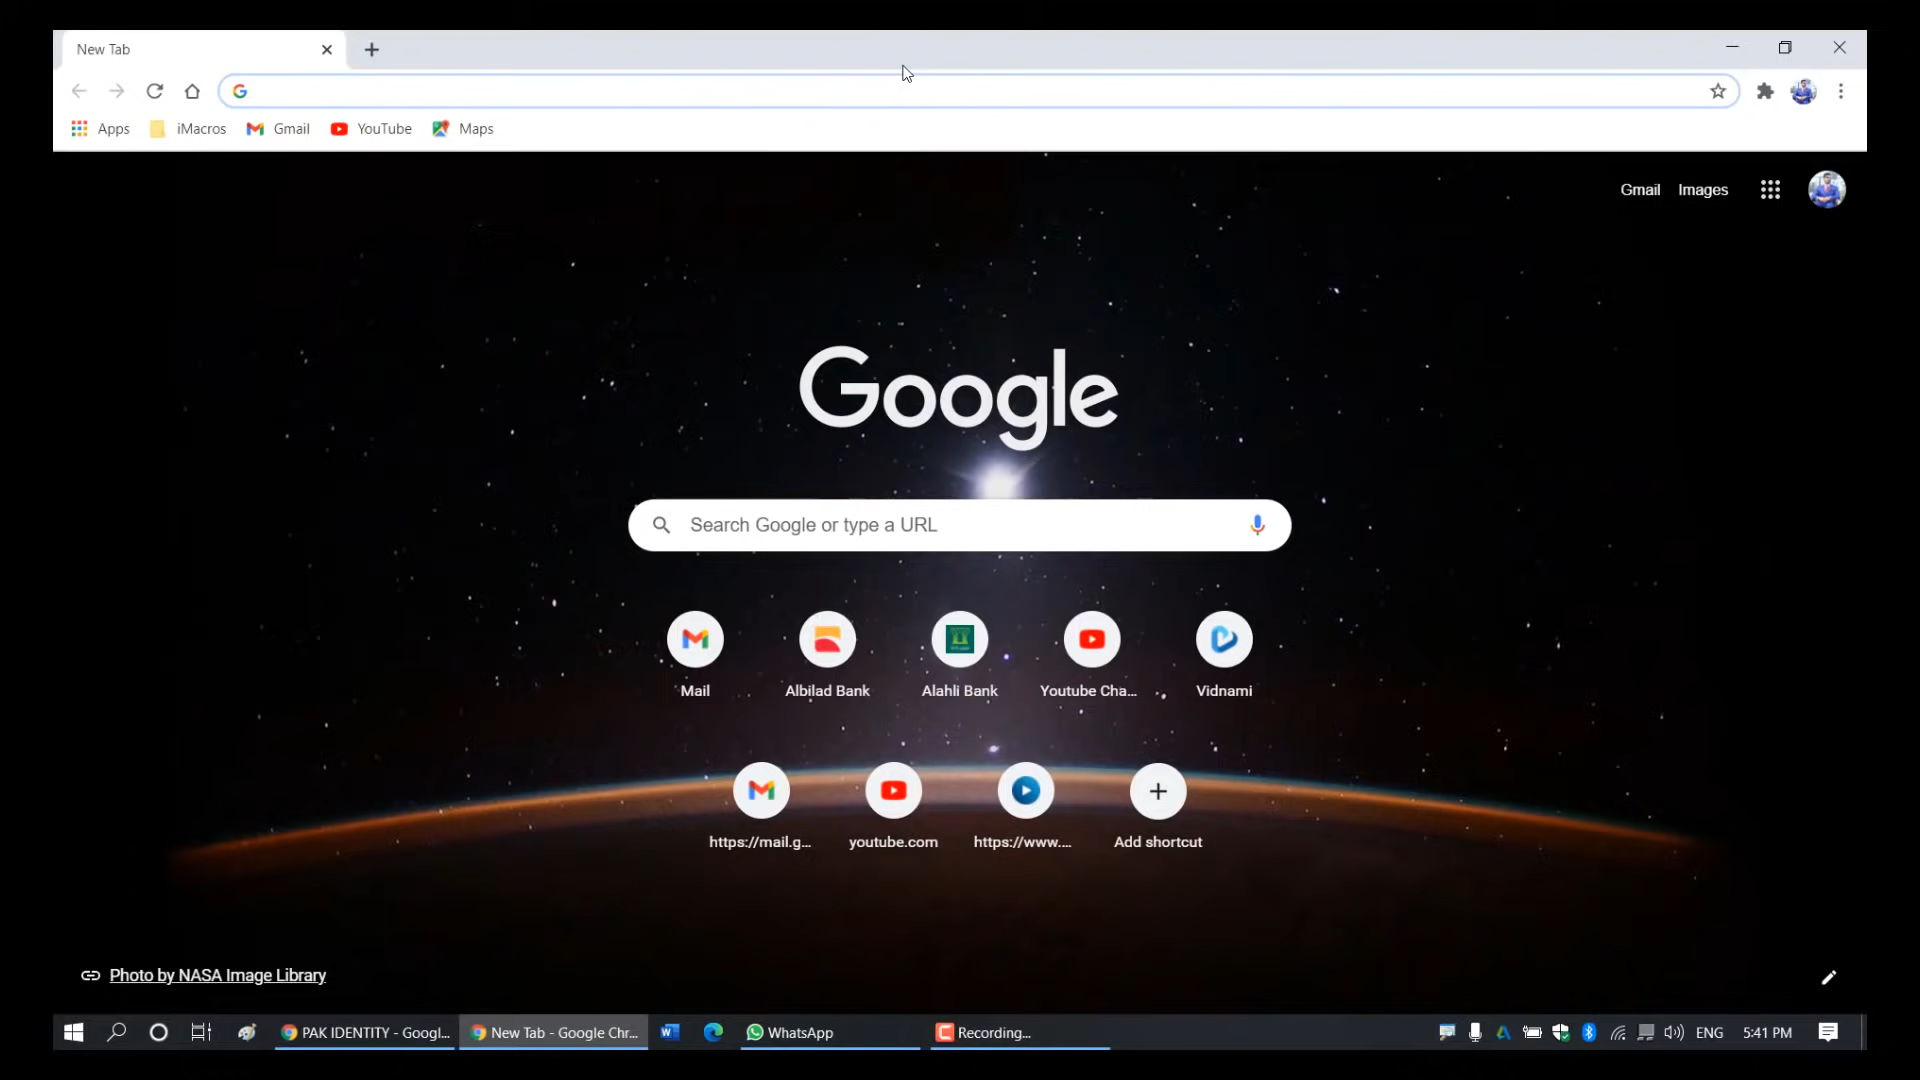 New Tab
Apps iMacros Gmail YouTube Maps
Gmail Images
Google
Search Google or type a URL
Mail Albilad Bank Alahli Bank Youtube Cha... Vidnami
https://mail.g... youtube.com https://www.... Add shortcut
Photo by NASA Image Library
PAK IDENTITY - Googl... New Tab - Google Chr... WhatsApp Recording... ENG 5:41 PM